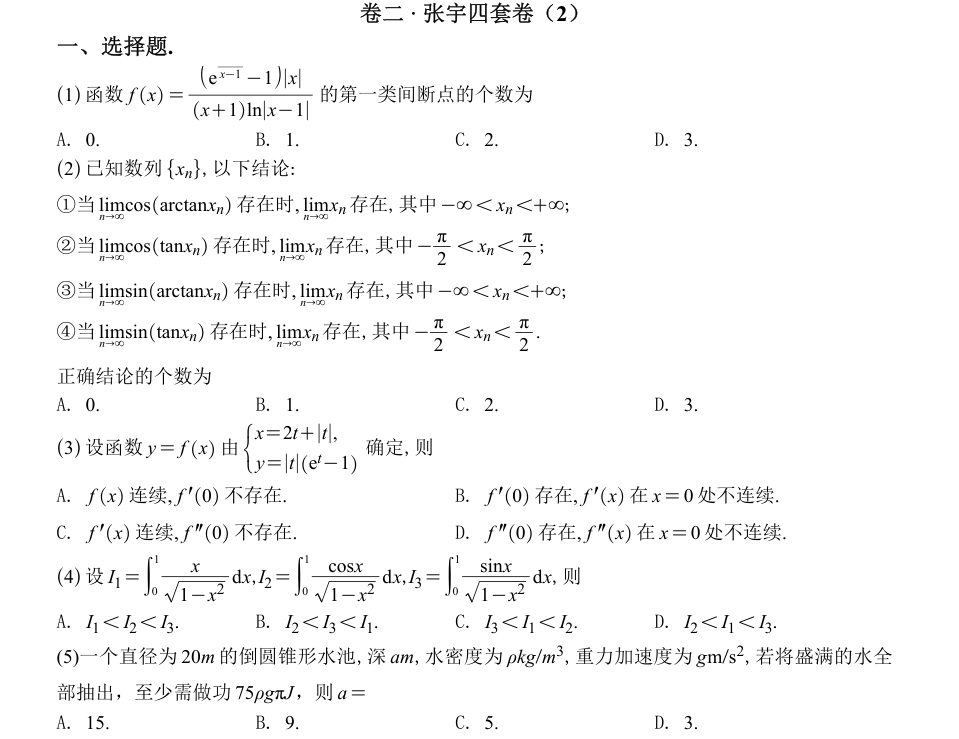 卷二 · 张宇四套卷（2）
一、选择题.
(1) 函数 f(x) = (e^{\overline{x-1}} - 1)|x| / ((x+1)ln|x-1|) 的第一类间断点的个数为
A. 0. B. 1. C. 2. D. 3.
(2) 已知数列 {xₙ}, 以下结论:
①当 lim_{n→∞} cos(arctanxₙ) 存在时, lim_{n→∞} xₙ 存在, 其中 −∞ < xₙ < +∞;
②当 lim_{n→∞} cos(tanxₙ) 存在时, lim_{n→∞} xₙ 存在, 其中 −π/2 < xₙ < π/2;
③当 lim_{n→∞} sin(arctanxₙ) 存在时, lim_{n→∞} xₙ 存在, 其中 −∞ < xₙ < +∞;
④当 lim_{n→∞} sin(tanxₙ) 存在时, lim_{n→∞} xₙ 存在, 其中 −π/2 < xₙ < π/2.
正确结论的个数为
A. 0. B. 1. C. 2. D. 3.
(3) 设函数 y = f(x) 由 { x = 2t + |t|, y = |t|(eᵗ − 1) 确定, 则
A. f(x) 连续, f′(0) 不存在. B. f′(0) 存在, f′(x) 在 x = 0 处不连续.
C. f′(x) 连续, f″(0) 不存在. D. f″(0) 存在, f″(x) 在 x = 0 处不连续.
(4) 设 I₁ = ∫₀¹ x/√(1−x²) dx, I₂ = ∫₀¹ cosx/√(1−x²) dx, I₃ = ∫₀¹ sinx/√(1−x²) dx, 则
A. I₁ < I₂ < I₃. B. I₂ < I₃ < I₁. C. I₃ < I₁ < I₂. D. I₂ < I₁ < I₃.
(5)一个直径为 20m 的倒圆锥形水池, 深 am, 水密度为 ρkg/m³, 重力加速度为 gm/s², 若将盛满的水全
部抽出，至少需做功 75ρgπJ，则 a =
A. 15. B. 9. C. 5. D. 3.